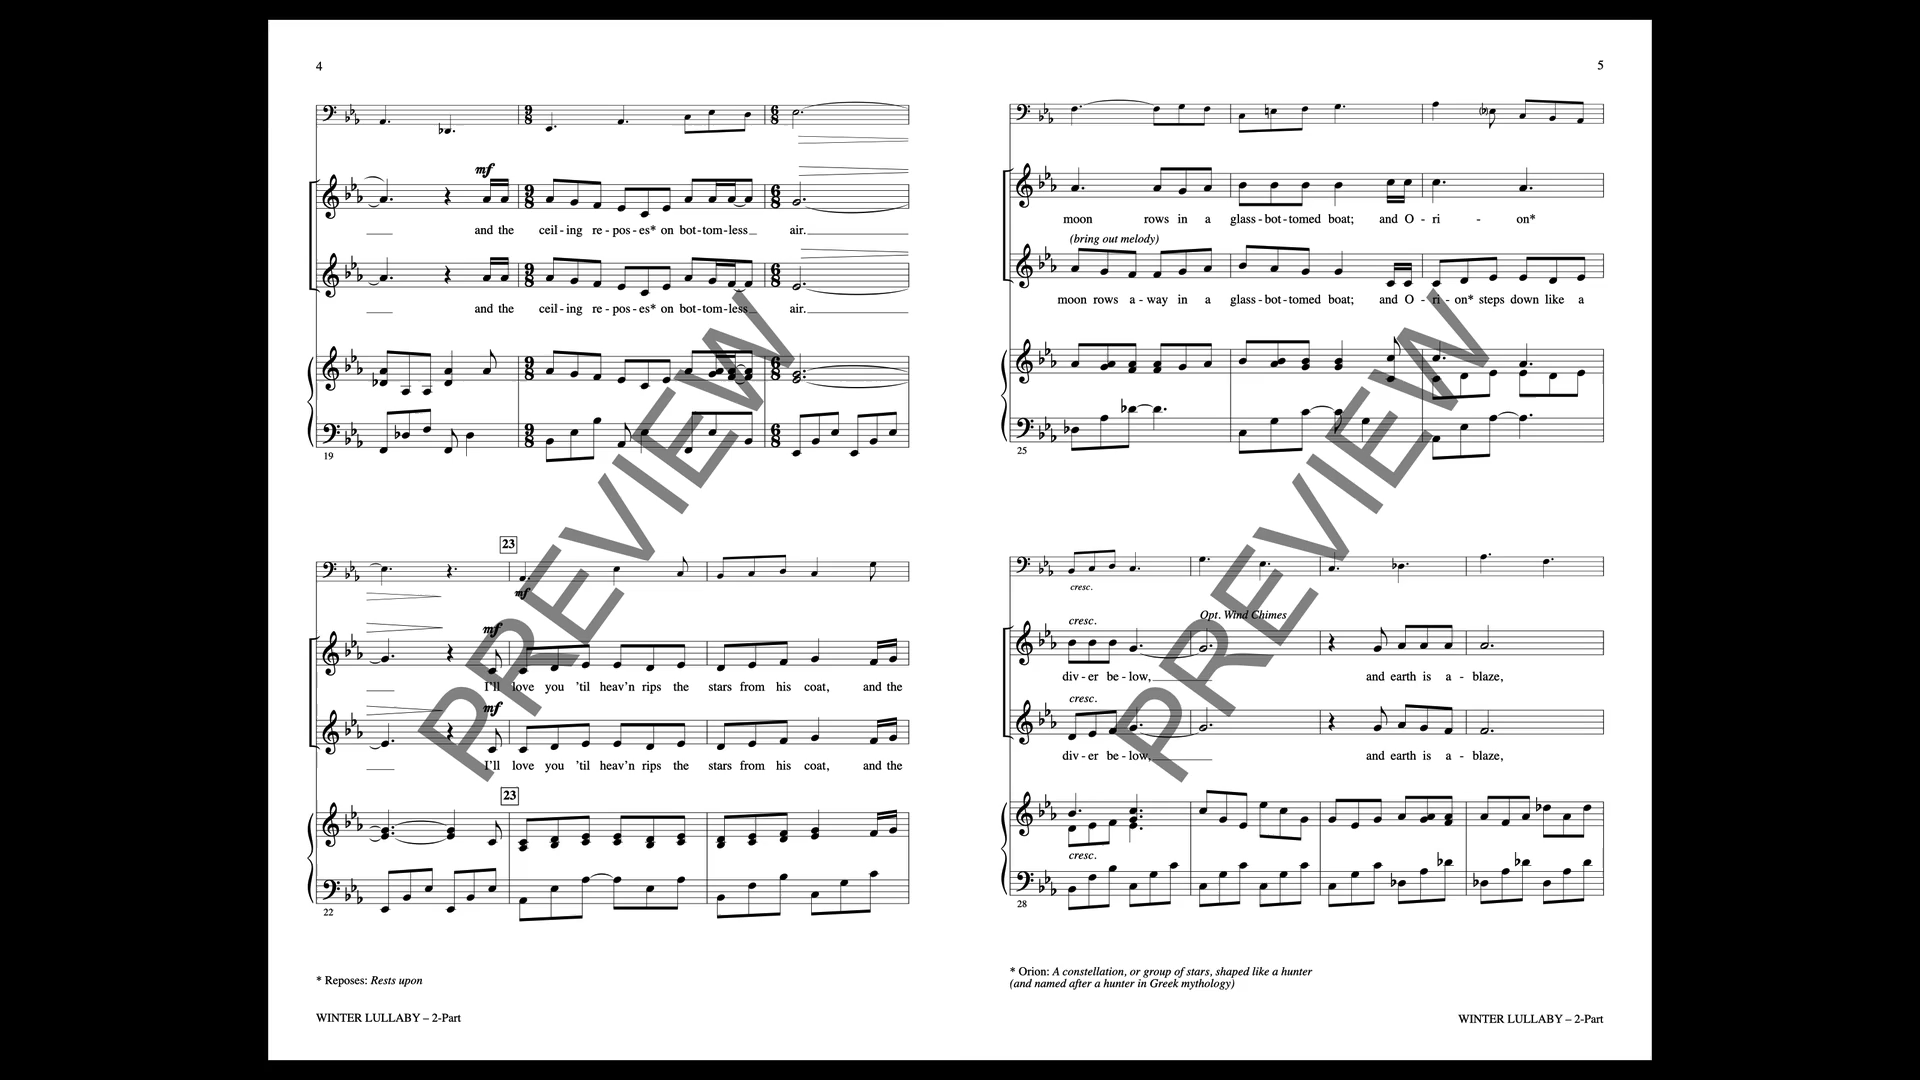 4
mf
9 8
6 8
and the ceil - ing re - pos - es* on bot - tom - less air.
and the ceil - ing re - pos - es* on bot - tom - less air.
19
23
mf
mf
I'll love you 'til heav'n rips the stars from his coat, and the
mf
I'll love you 'til heav'n rips the stars from his coat, and the
23
22
* Reposes: Rests upon
WINTER LULLABY – 2-Part
PREVIEW
5
moon rows in a glass - bot - tomed boat; and O - ri - on*
(bring out melody)
moon rows a - way in a glass - bot - tomed boat; and O - ri - on* steps down like a
25
cresc.
Opt. Wind Chimes
cresc.
div - er be - low, and earth is a - blaze,
cresc.
div - er be - low, and earth is a - blaze,
cresc.
28
* Orion: A constellation, or group of stars, shaped like a hunter
(and named after a hunter in Greek mythology)
WINTER LULLABY – 2-Part
PREVIEW